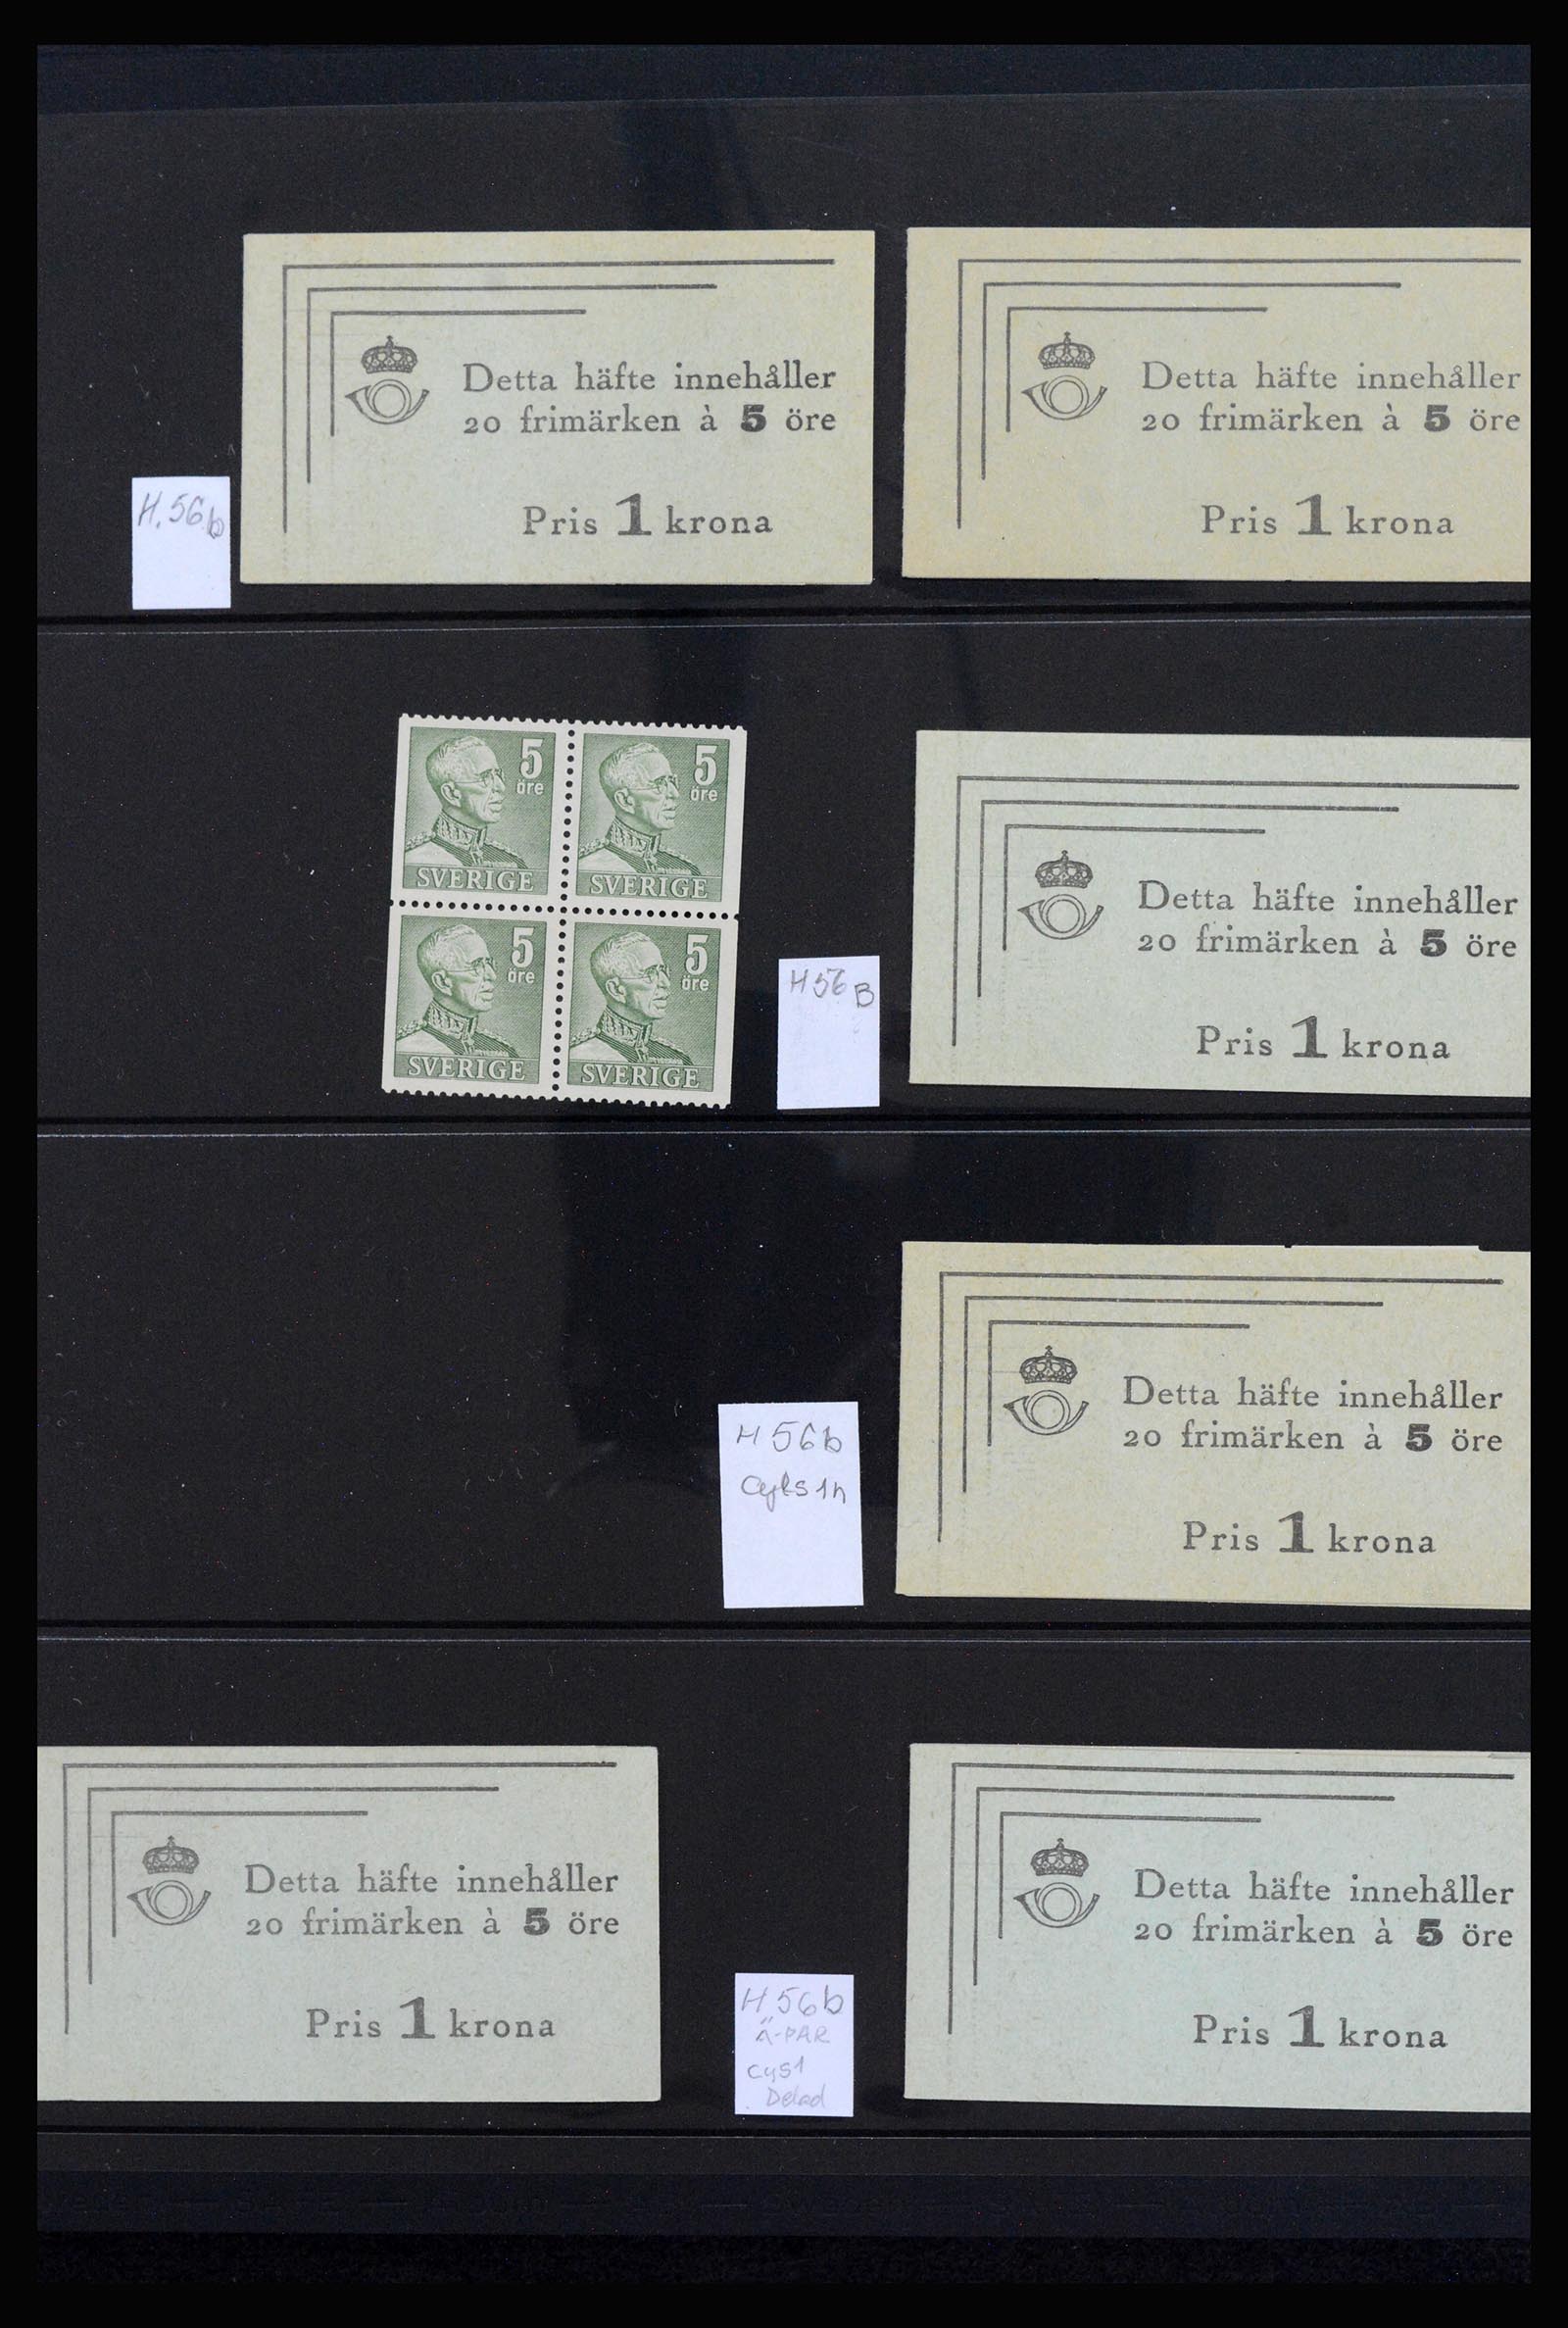 Detta häfte innehåller
20 frimärken à 5 öre
Pris 1 krona
Detta häfte innehåller
20 frimärken à 5 öre
Pris 1 krona
H.56b
5
öre
SVERIGE
5
öre
SVERIGE
5
öre
SVERIGE
5
öre
SVERIGE
H56B
Detta häfte innehåller
20 frimärken à 5 öre
Pris 1 krona
H56b
Detta häfte innehåller
20 frimärken à 5 öre
Pris 1 krona
Detta häfte innehåller
20 frimärken à 5 öre
Pris 1 krona
H56b
Ä-PAR
cys1
Delad
Detta häfte innehåller
20 frimärken à 5 öre
Pris 1 krona